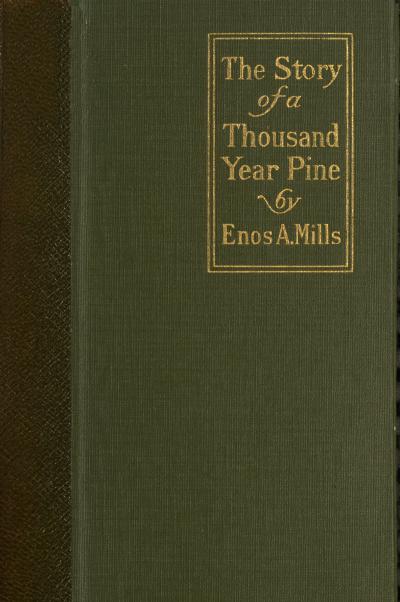 The Story
of a
Thousand
Year Pine
by
Enos A. Mills